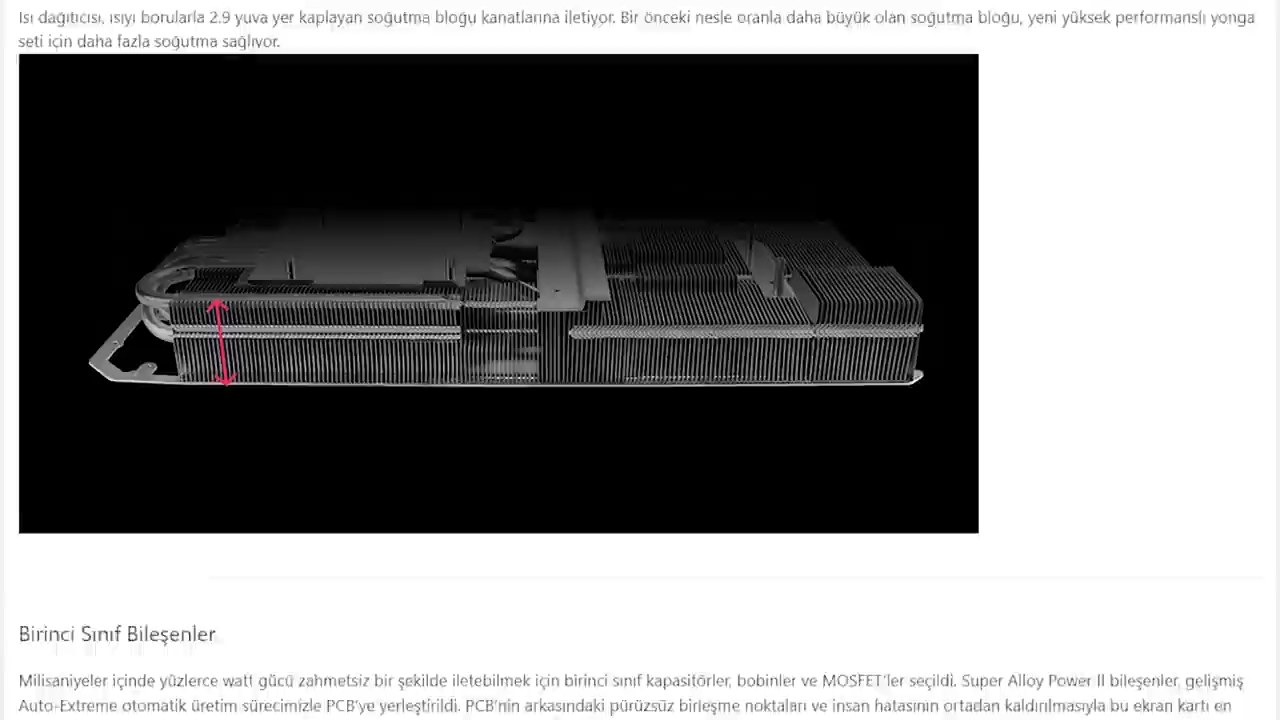 Isı dağıtıcısı, ısıyı borularla 2.9 yuva yer kaplayan soğutma bloğu kanatlarına iletiyor. Bir önceki nesle oranla daha büyük olan soğutma bloğu, yeni yüksek performanslı yonga
seti için daha fazla soğutma sağlıyor.
Birinci Sınıf Bileşenler
Milisaniyeler içinde yüzlerce watt gücü zahmetsiz bir şekilde iletebilmek için birinci sınıf kapasitörler, bobinler ve MOSFET'ler seçildi. Super Alloy Power II bileşenler, gelişmiş
Auto-Extreme otomatik üretim sürecimizle PCB'ye yerleştirildi. PCB'nin arkasındaki pürüzsüz birleşme noktaları ve insan hatasının ortadan kaldırılmasıyla bu ekran kartı en